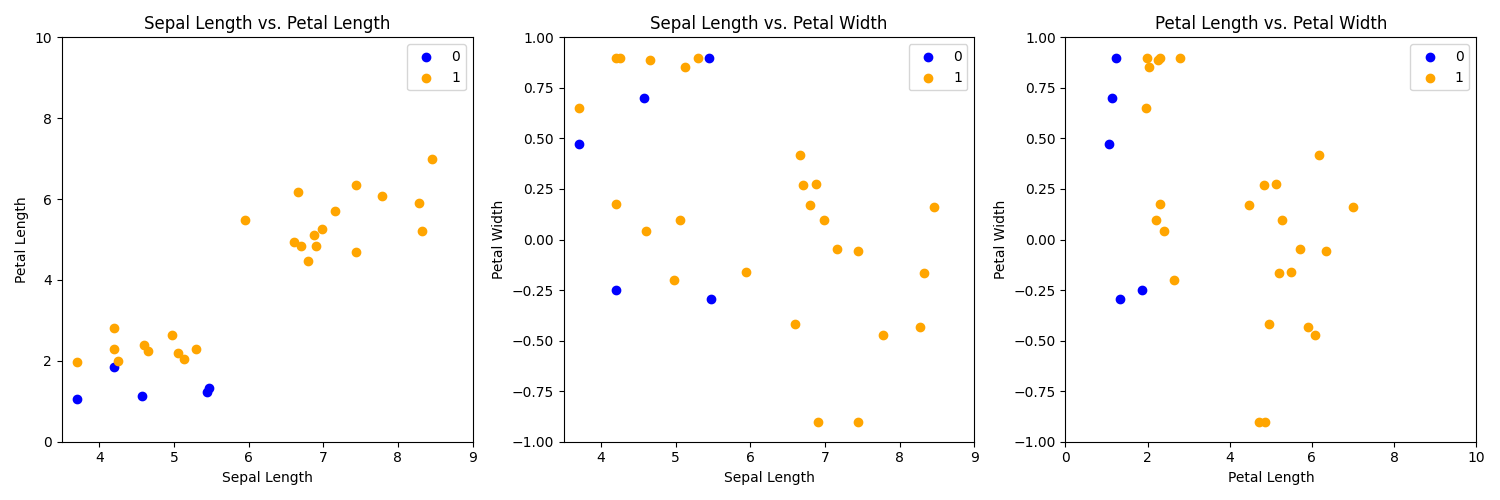 Sepal Length vs. Petal Length
10
8
6
4
2
0
Petal Length
0
1
4 5 6 7 8 9
Sepal Length
Sepal Length vs. Petal Width
1.00
0.75
0.50
0.25
0.00
−0.25
−0.50
−0.75
−1.00
Petal Width
0
1
4 5 6 7 8 9
Sepal Length
Petal Length vs. Petal Width
1.00
0.75
0.50
0.25
0.00
−0.25
−0.50
−0.75
−1.00
Petal Width
0
1
0 2 4 6 8 10
Petal Length